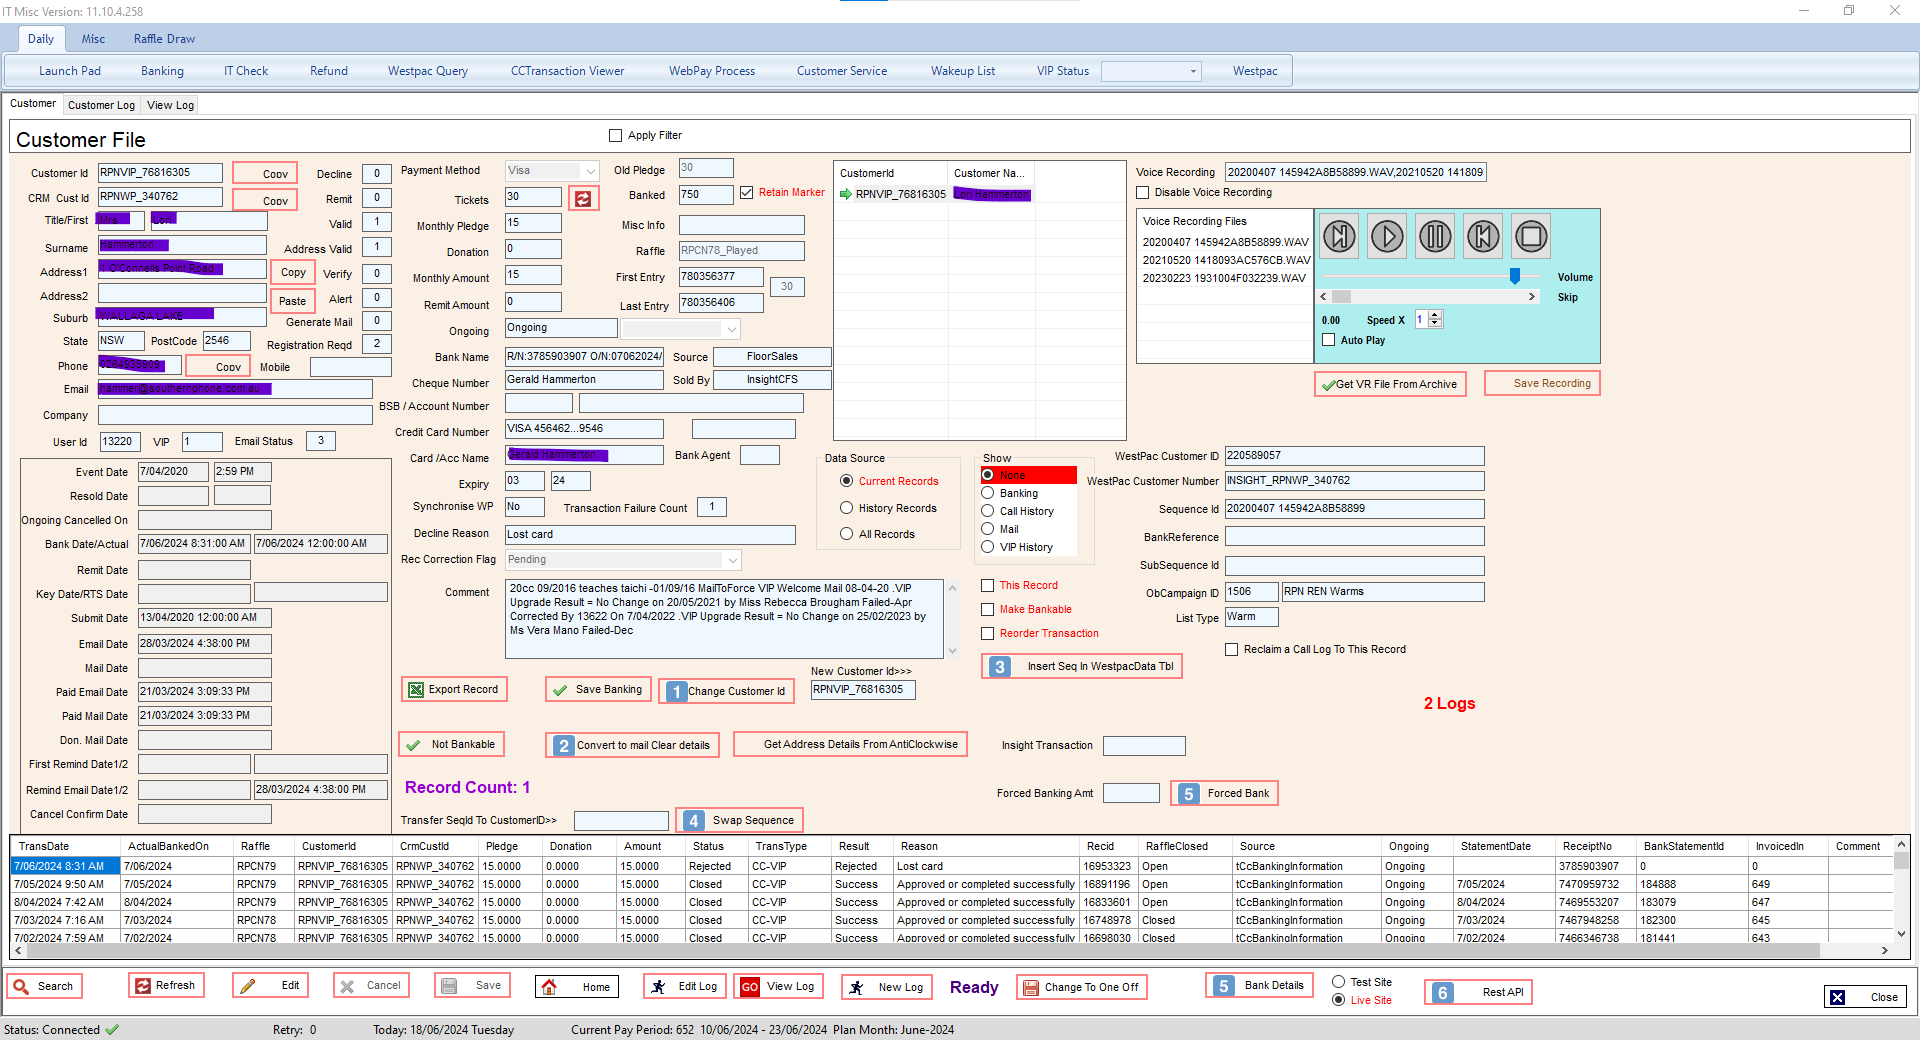 IT Misc Version: 11.10.4.258
Daily Misc Raffle Draw
Launch Pad Banking IT Check Refund Westpac Query CCTransaction Viewer WebPay Process Customer Service Wakeup List VIP Status Westpac
Customer Customer Log View Log
Customer File
Apply Filter
Customer Id RPNVIP_76816305 Copy Decline 0
CRM Cust Id RPNWP_340762 Copy Remit 0
Title/First Valid 1
Surname Address Valid 1
Address1 Copy Verify 0
Address2 Paste Alert 0
Suburb Generate Mail 0
State NSW PostCode 2546 Registration Reqd 2
Phone Copy Mobile
Email
Company
User Id 13220 VIP 1 Email Status 3
Event Date 7/04/2020 2:59 PM
Resold Date
Ongoing Cancelled On
Bank Date/Actual 7/06/2024 8:31:00 AM 7/06/2024 12:00:00 AM
Remit Date
Key Date/RTS Date
Submit Date 13/04/2020 12:00:00 AM
Email Date 28/03/2024 4:38:00 PM
Mail Date
Paid Email Date 21/03/2024 3:09:33 PM
Paid Mail Date 21/03/2024 3:09:33 PM
Don. Mail Date
First Remind Date1/2
Remind Email Date1/2 28/03/2024 4:38:00 PM
Cancel Confirm Date
Payment Method Visa Old Pledge 30
Tickets 30 Banked 750 Retain Marker
Monthly Pledge 15 Misc Info
Donation 0 Raffle RPCN78_Played
Monthly Amount 15 First Entry 780356377 30
Remit Amount 0 Last Entry 780356406
Ongoing Ongoing
Bank Name R/N:3785903907 O/N:07062024/ Source FloorSales
Cheque Number Gerald Hammerton Sold By InsightCFS
BSB / Account Number
Credit Card Number VISA 456462...9546
Card /Acc Name Bank Agent
Expiry 03 24
Synchronise WP No Transaction Failure Count 1
Decline Reason Lost card
Rec Correction Flag Pending
Comment
20cc 09/2016 teaches taichi -01/09/16 MailToForce VIP Welcome Mail 08-04-20 .VIP
Upgrade Result = No Change on 20/05/2021 by Miss Rebecca Brougham Failed-Apr
Corrected By 13622 On 7/04/2022 .VIP Upgrade Result = No Change on 25/02/2023 by
Ms Vera Mano Failed-Dec
CustomerId Customer Na...
RPNVIP_76816305
Data Source
Current Records
History Records
All Records
Show
None
Banking
Call History
Mail
VIP History
This Record
Make Bankable
Reorder Transaction
3 Insert Seq In WestpacData Tbl
Voice Recording 20200407 145942A8B58899.WAV,20210520 141809
Disable Voice Recording
Voice Recording Files
20200407 145942A8B58899.WAV
20210520 1418093AC576CB.WAV
20230223 1931004F032239.WAV
Volume
Skip
0.00 Speed X 1
Auto Play
Get VR File From Archive Save Recording
WestPac Customer ID 220589057
WestPac Customer Number INSIGHT_RPNWP_340762
Sequence Id 20200407 145942A8B58899
BankReference
SubSequence Id
ObCampaign ID 1506 RPN REN Warms
List Type Warm
Reclaim a Call Log To This Record
2 Logs
Export Record Save Banking 1 Change Customer Id New Customer Id>>> RPNVIP_76816305
Not Bankable 2 Convert to mail Clear details Get Address Details From AntiClockwise Insight Transaction
Record Count: 1
Forced Banking Amt 5 Forced Bank
Transfer SeqId To CustomerID>> 4 Swap Sequence
TransDate ActualBankedOn Raffle CustomerId CrmCustId Pledge Donation Amount Status TransType Result Reason Recid RaffleClosed Source Ongoing StatementDate ReceiptNo BankStatementId InvoicedIn Comment
7/06/2024 8:31 AM 7/06/2024 RPCN79 RPNVIP_76816305 RPNWP_340762 15.0000 0.0000 15.0000 Rejected CC-VIP Rejected Lost card 16953323 Open tCcBankingInformation Ongoing 3785903907 0 0
7/05/2024 9:50 AM 7/05/2024 RPCN79 RPNVIP_76816305 RPNWP_340762 15.0000 0.0000 15.0000 Closed CC-VIP Success Approved or completed successfully 16891196 Open tCcBankingInformation Ongoing 7/05/2024 7470959732 184888 649
8/04/2024 7:42 AM 8/04/2024 RPCN79 RPNVIP_76816305 RPNWP_340762 15.0000 0.0000 15.0000 Closed CC-VIP Success Approved or completed successfully 16833601 Open tCcBankingInformation Ongoing 8/04/2024 7469553207 183079 647
7/03/2024 7:16 AM 7/03/2024 RPCN78 RPNVIP_76816305 RPNWP_340762 15.0000 0.0000 15.0000 Closed CC-VIP Success Approved or completed successfully 16748978 Closed tCcBankingInformation Ongoing 7/03/2024 7467948258 182300 645
7/02/2024 7:59 AM 7/02/2024 RPCN78 RPNVIP_76816305 RPNWP_340762 15.0000 0.0000 15.0000 Closed CC-VIP Success Approved or completed successfully 16698030 Closed tCcBankingInformation Ongoing 7/02/2024 7466346738 181441 643
Search Refresh Edit Cancel Save Home Edit Log GO View Log New Log Ready Change To One Off 5 Bank Details Test Site Live Site 6 RestAPI Close
Status: Connected Retry: 0 Today: 18/06/2024 Tuesday Current Pay Period: 652 10/06/2024 - 23/06/2024 Plan Month: June-2024